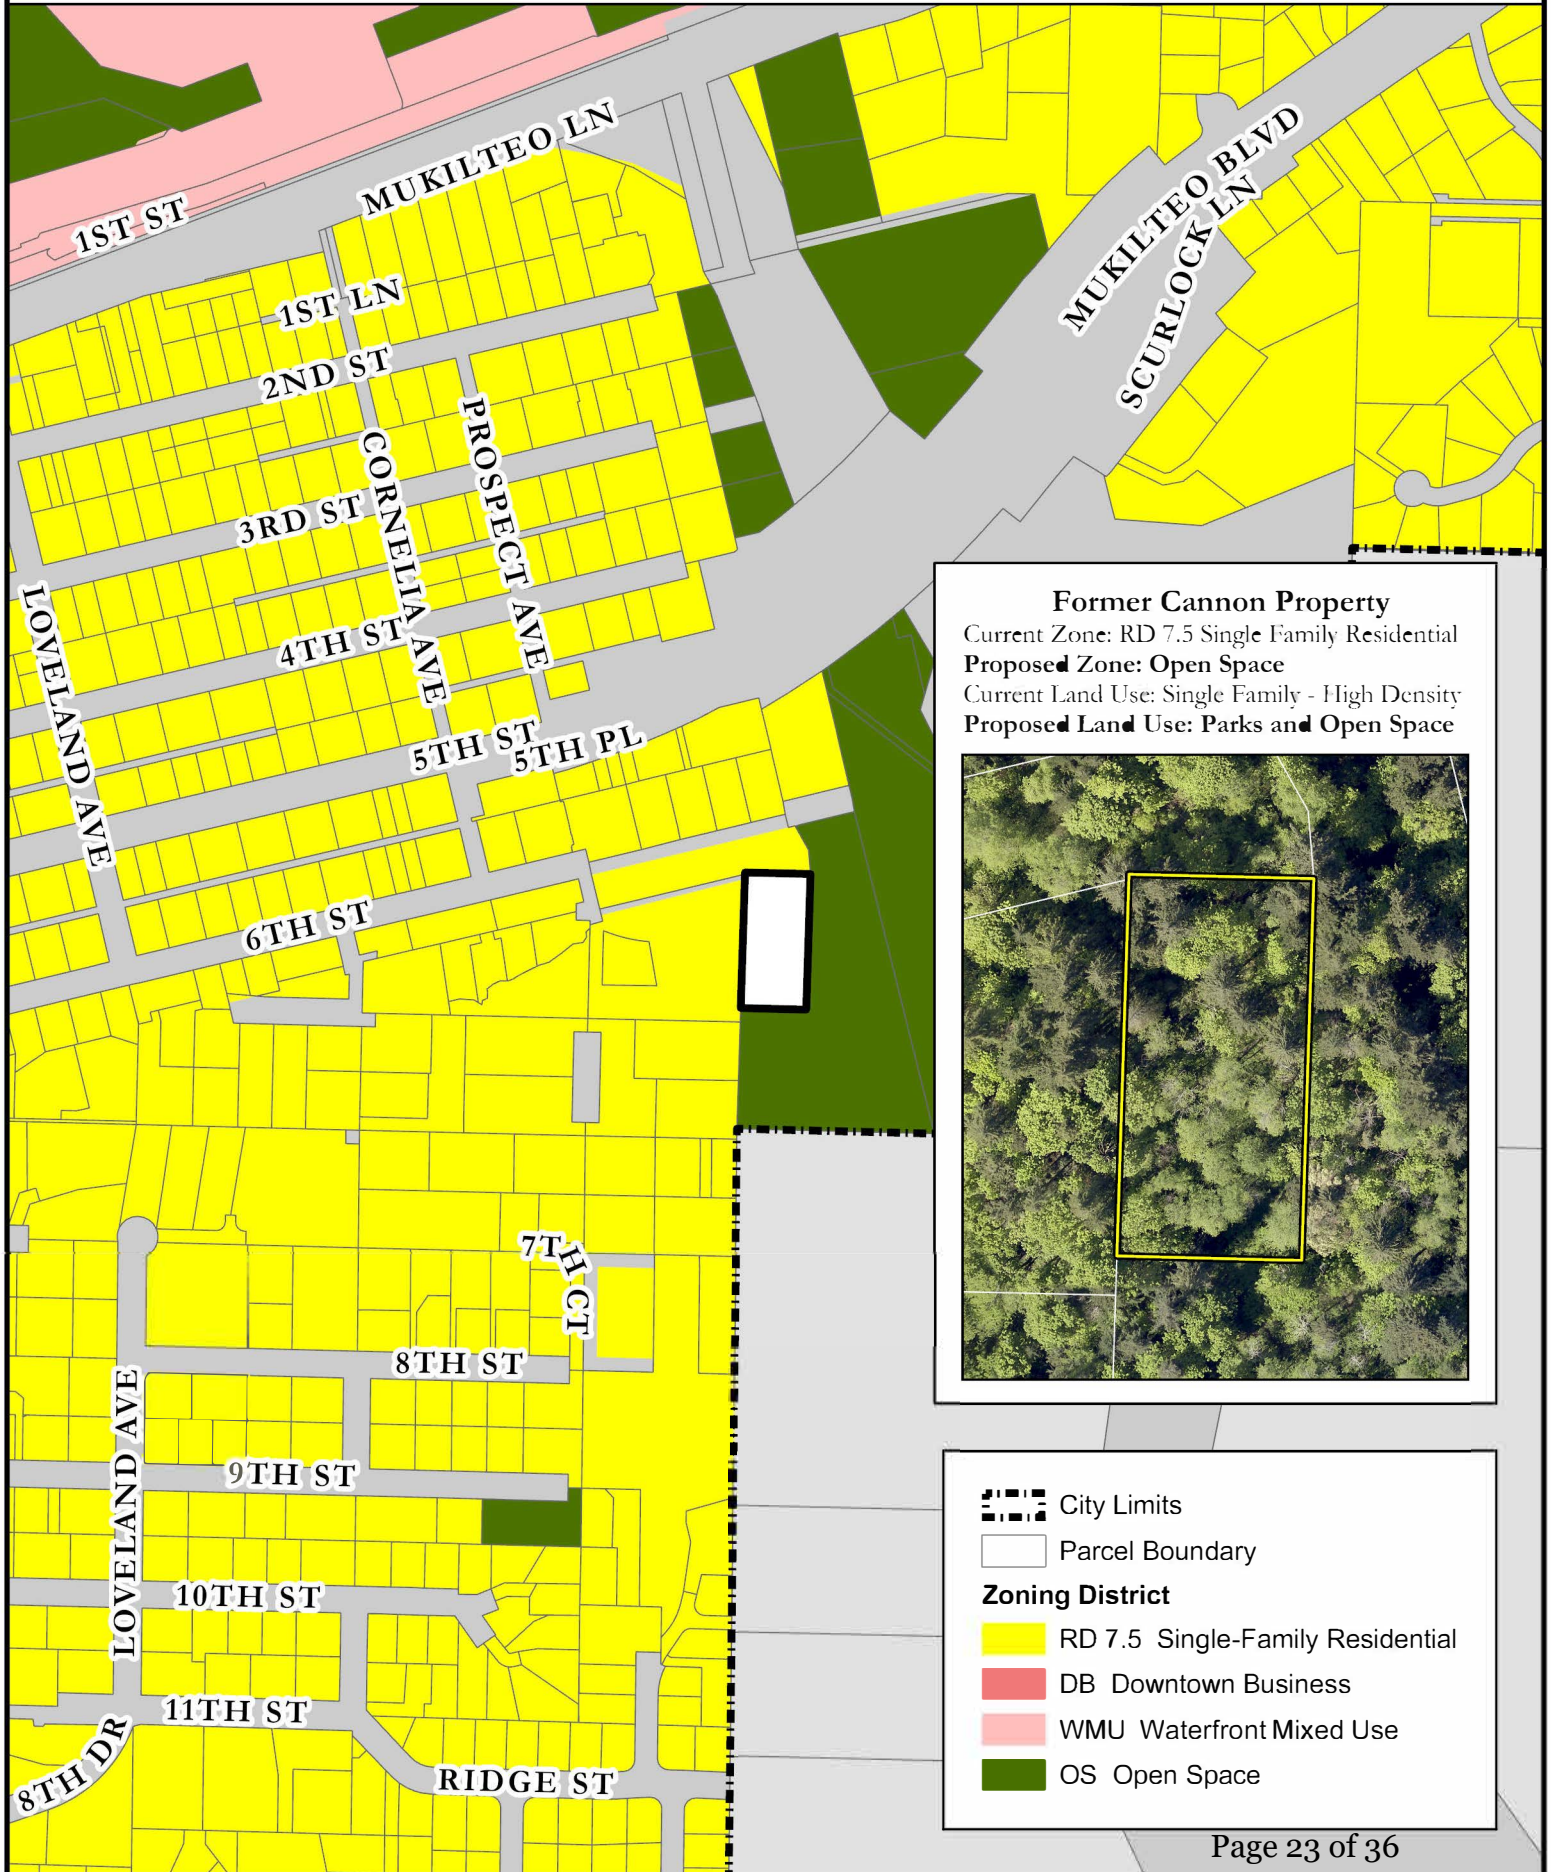 MUKILTEO LN
1ST ST
MUKILTEO BLVD
SCURLOCK LN
1ST LN
2ND ST
PROSPECT AVE
CORNELIA AVE
3RD ST
LOVELAND AVE
4TH ST
5TH ST
5TH PL
6TH ST
Former Cannon Property
Current Zone: RD 7.5 Single Family Residential
Proposed Zone: Open Space
Current Land Use: Single Family - High Density
Proposed Land Use: Parks and Open Space
7TH CT
8TH ST
LOVELAND AVE
9TH ST
10TH ST
11TH ST
8TH DR
RIDGE ST
City Limits
Parcel Boundary
Zoning District
RD 7.5 Single-Family Residential
DB Downtown Business
WMU Waterfront Mixed Use
OS Open Space
Page 23 of 36